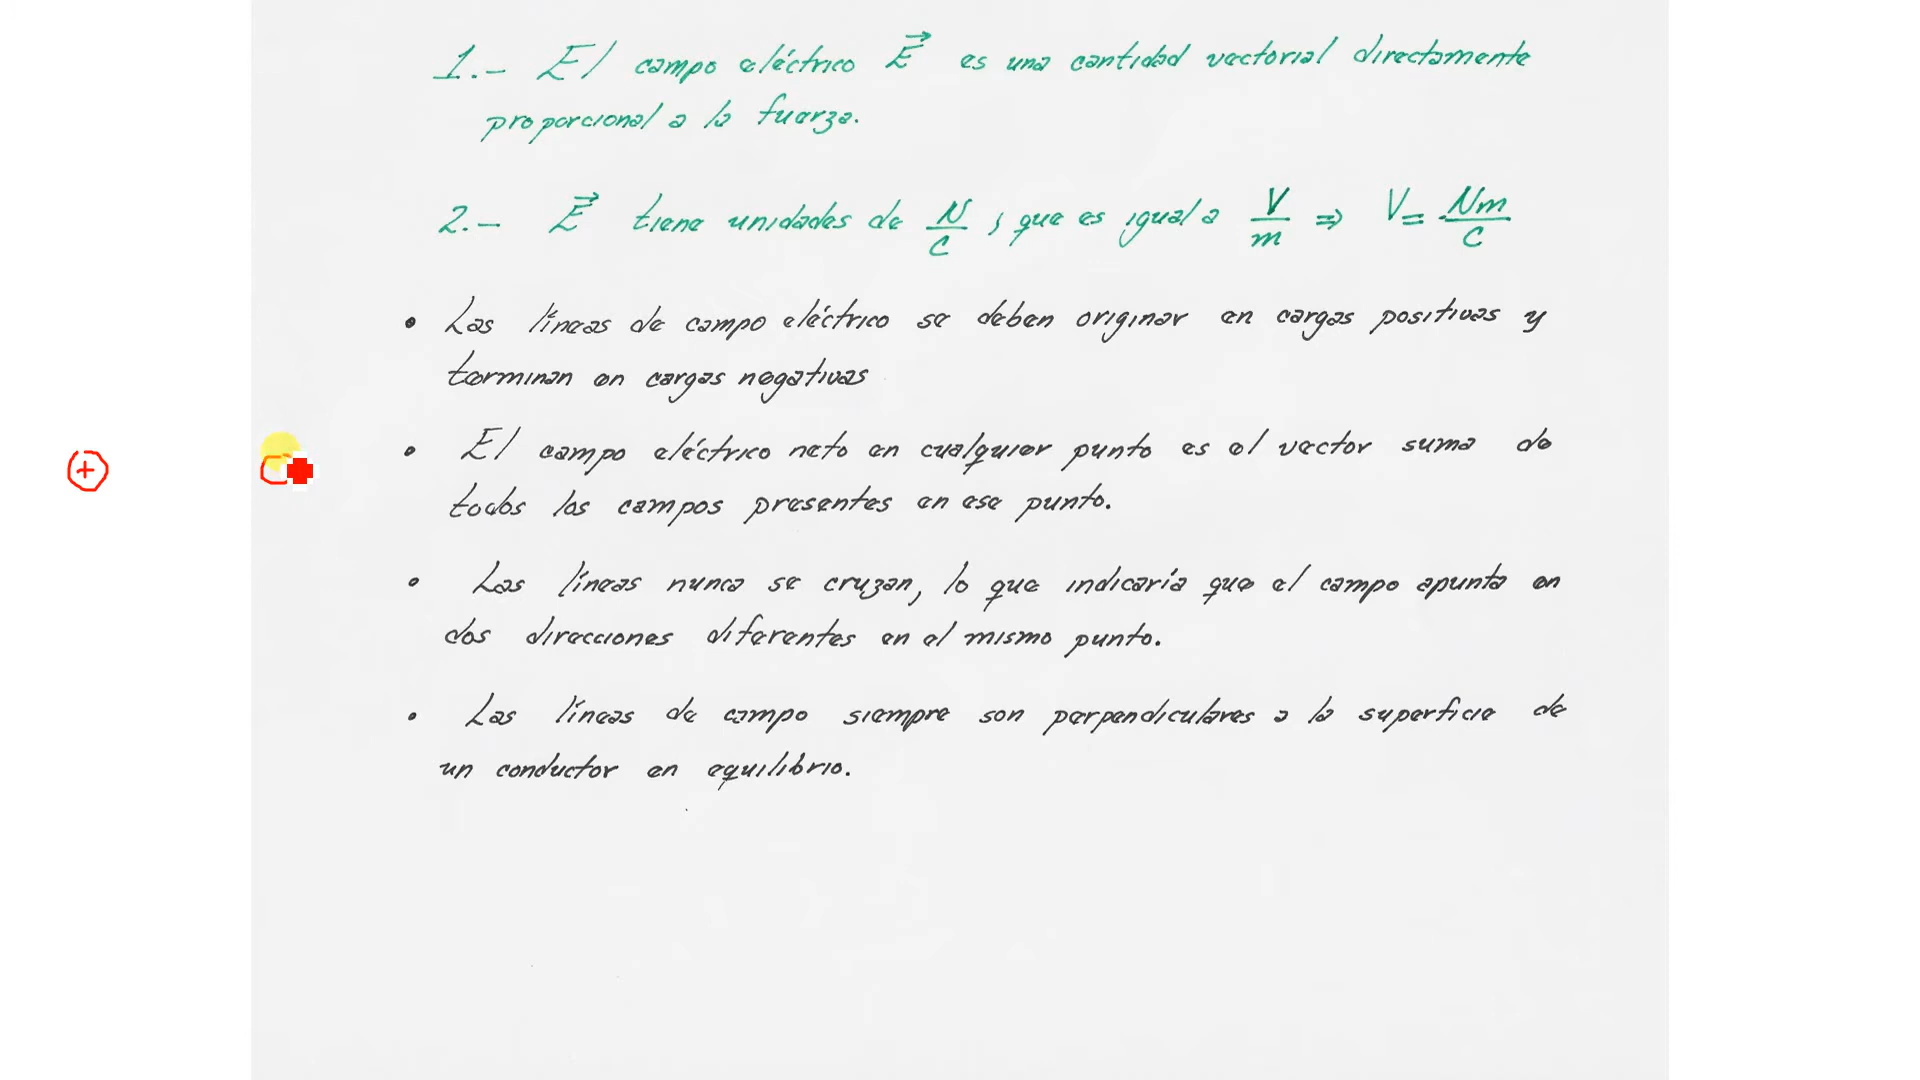 1.- El campo eléctrico E⃗ es una cantidad vectorial directamente
proporcional a la fuerza.
2.- E⃗ tiene unidades de N/C, que es igual a V/m ⇒ V = Nm/C
• Las líneas de campo eléctrico se deben originar en cargas positivas y
terminan en cargas negativas
• El campo eléctrico neto en cualquier punto es el vector suma de
todos los campos presentes en ese punto.
• Las líneas nunca se cruzan, lo que indicaría que el campo apunta en
dos direcciones diferentes en el mismo punto.
• Las líneas de campo siempre son perpendiculares a la superficie de
un conductor en equilibrio.
+